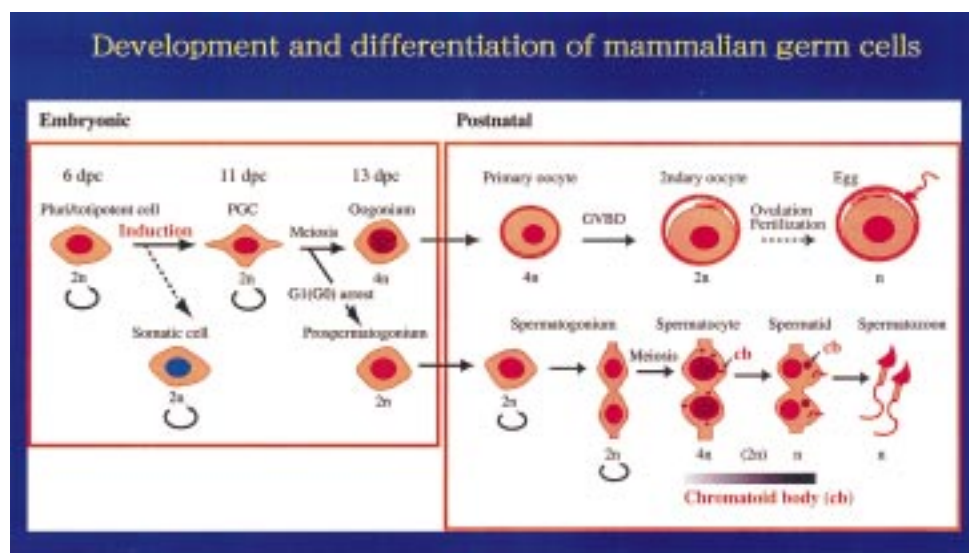 Development and differentiation of mammalian germ cells
Embryonic
6 dpc 11 dpc 13 dpc
Pluri/totipotent cell PGC Oogonium
Induction Meiosis
2n 2n 4n
G1(G0) arrest
Somatic cell Prospermatogonium
2n 2n
Postnatal
Primary oocyte 2ndary oocyte Egg
GVBD Ovulation
Fertilization
4n 2n n
Spermatogonium Spermatocyte Spermatid Spermatozoon
Meiosis cb cb
2n
2n 4n (2n) n n
Chromatoid body (cb)